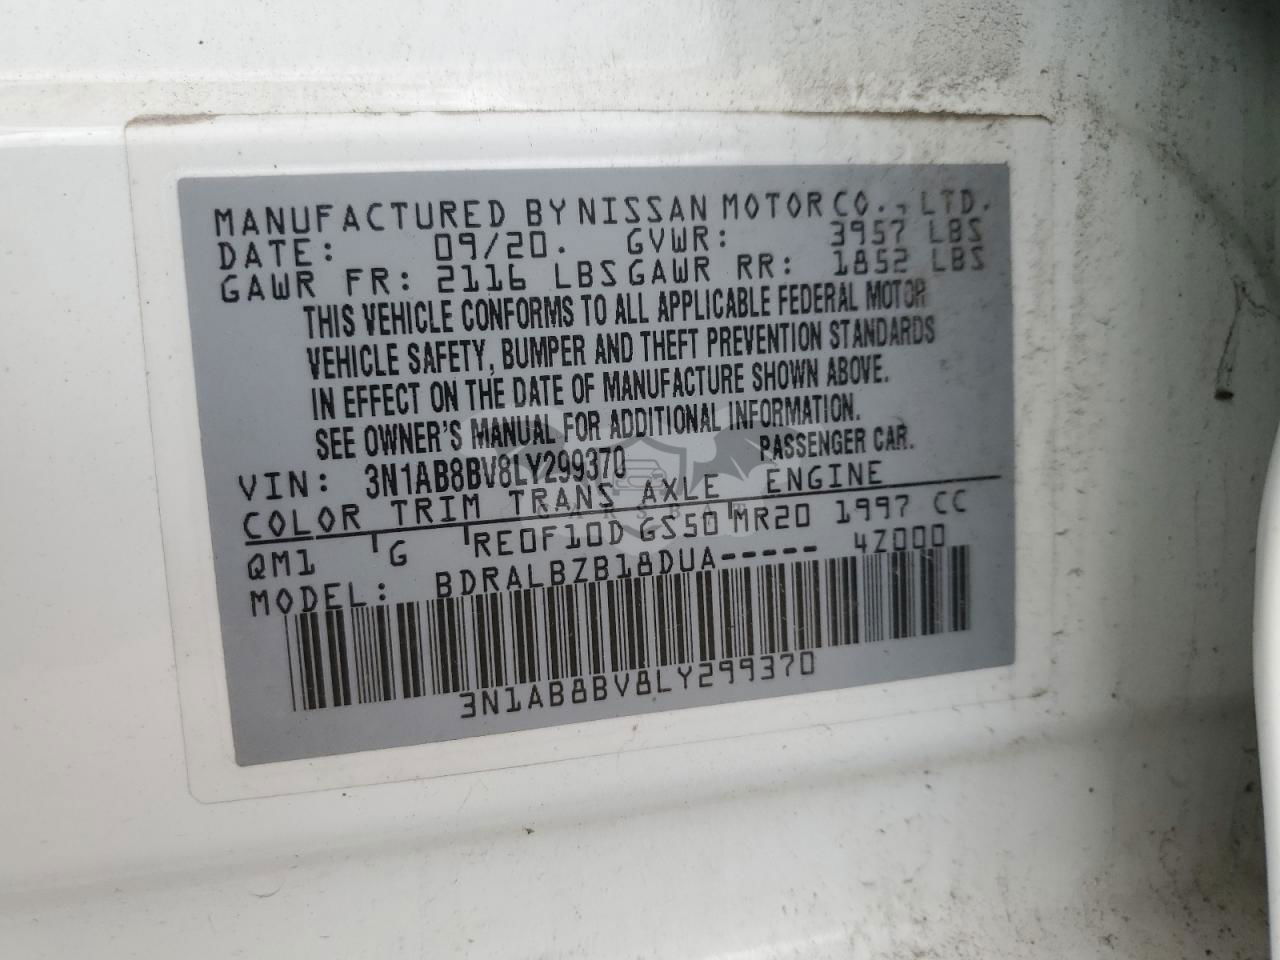 MANUFACTURED BY NISSAN MOTOR CO., LTD.
DATE: 09/20. GVWR: 3957 LBS
GAWR FR: 2116 LBS GAWR RR: 1852 LBS
THIS VEHICLE CONFORMS TO ALL APPLICABLE FEDERAL MOTOR
VEHICLE SAFETY, BUMPER AND THEFT PREVENTION STANDARDS
IN EFFECT ON THE DATE OF MANUFACTURE SHOWN ABOVE.
SEE OWNER'S MANUAL FOR ADDITIONAL INFORMATION.
VIN: 3N1AB8BV8LY299370 PASSENGER CAR.
COLOR TRIM TRANS AXLE ENGINE
QM1 G RE0F10D GS50 MR20 1997 CC
MODEL: BDRALBZB18DUA----- 4Z000
3N1AB8BV8LY299370